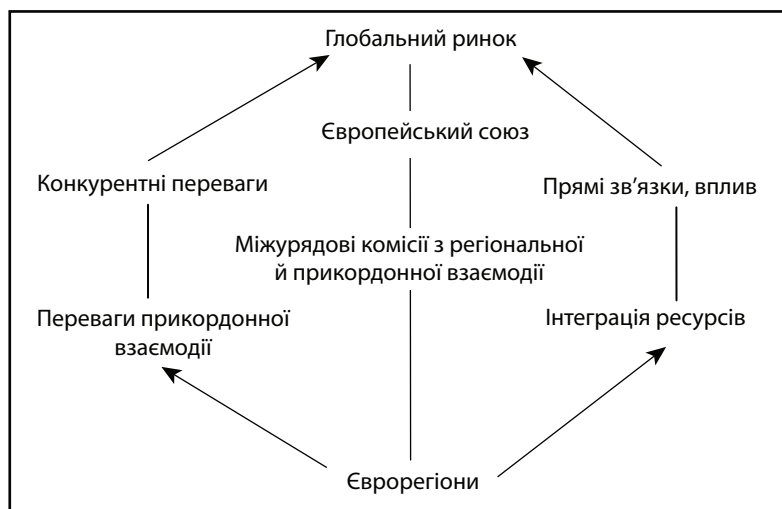 Глобальний ринок
Європейський союз
Конкурентні переваги
Прямі зв’язки, вплив
Міжурядові комісії з регіональної
й прикордонної взаємодії
Переваги прикордонної
взаємодії
Інтеграція ресурсів
Єврорегіони